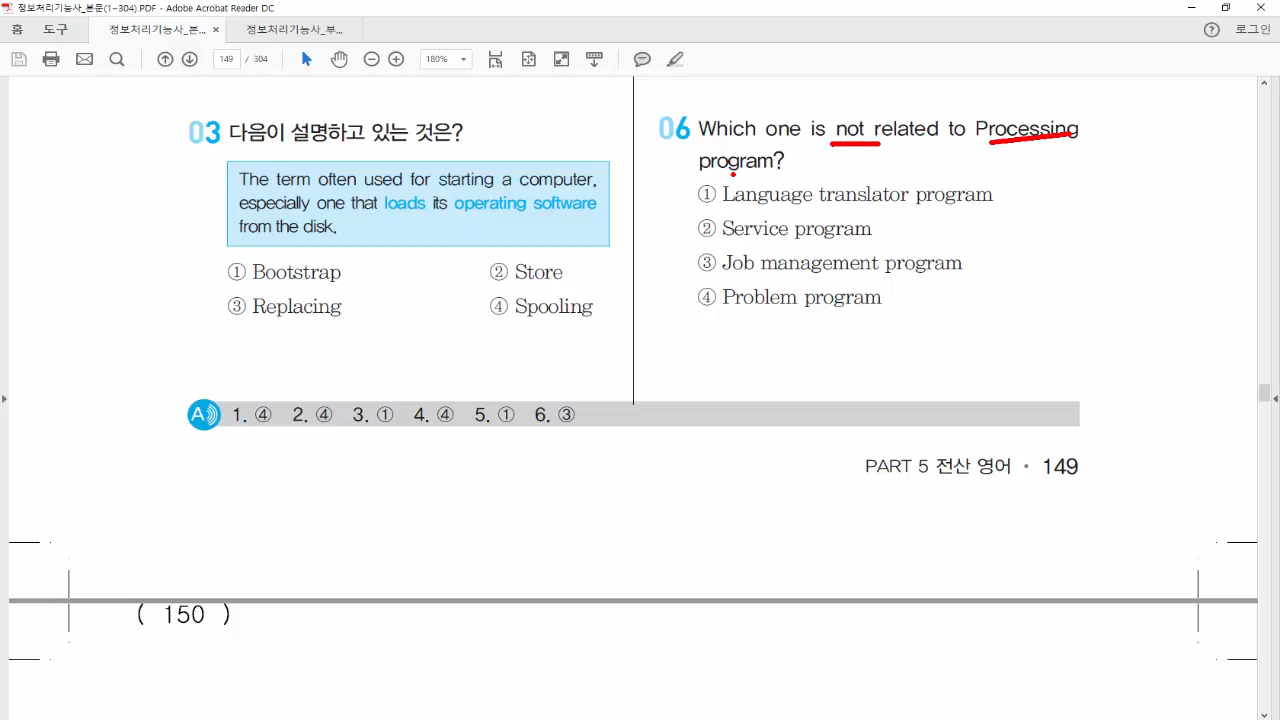 정보처리기능사_본문(1~304).PDF - Adobe Acrobat Reader DC
홈 도구 정보처리기능사_본... × 정보처리기능사_부... ? 로그인
149 / 304 180%
03 다음이 설명하고 있는 것은?
The term often used for starting a computer,
especially one that loads its operating software
from the disk.
① Bootstrap ② Store
③ Replacing ④ Spooling
06 Which one is not related to Processing
program?
① Language translator program
② Service program
③ Job management program
④ Problem program
A 1. ④ 2. ④ 3. ① 4. ④ 5. ① 6. ③
PART 5 전산 영어 • 149
( 150 )